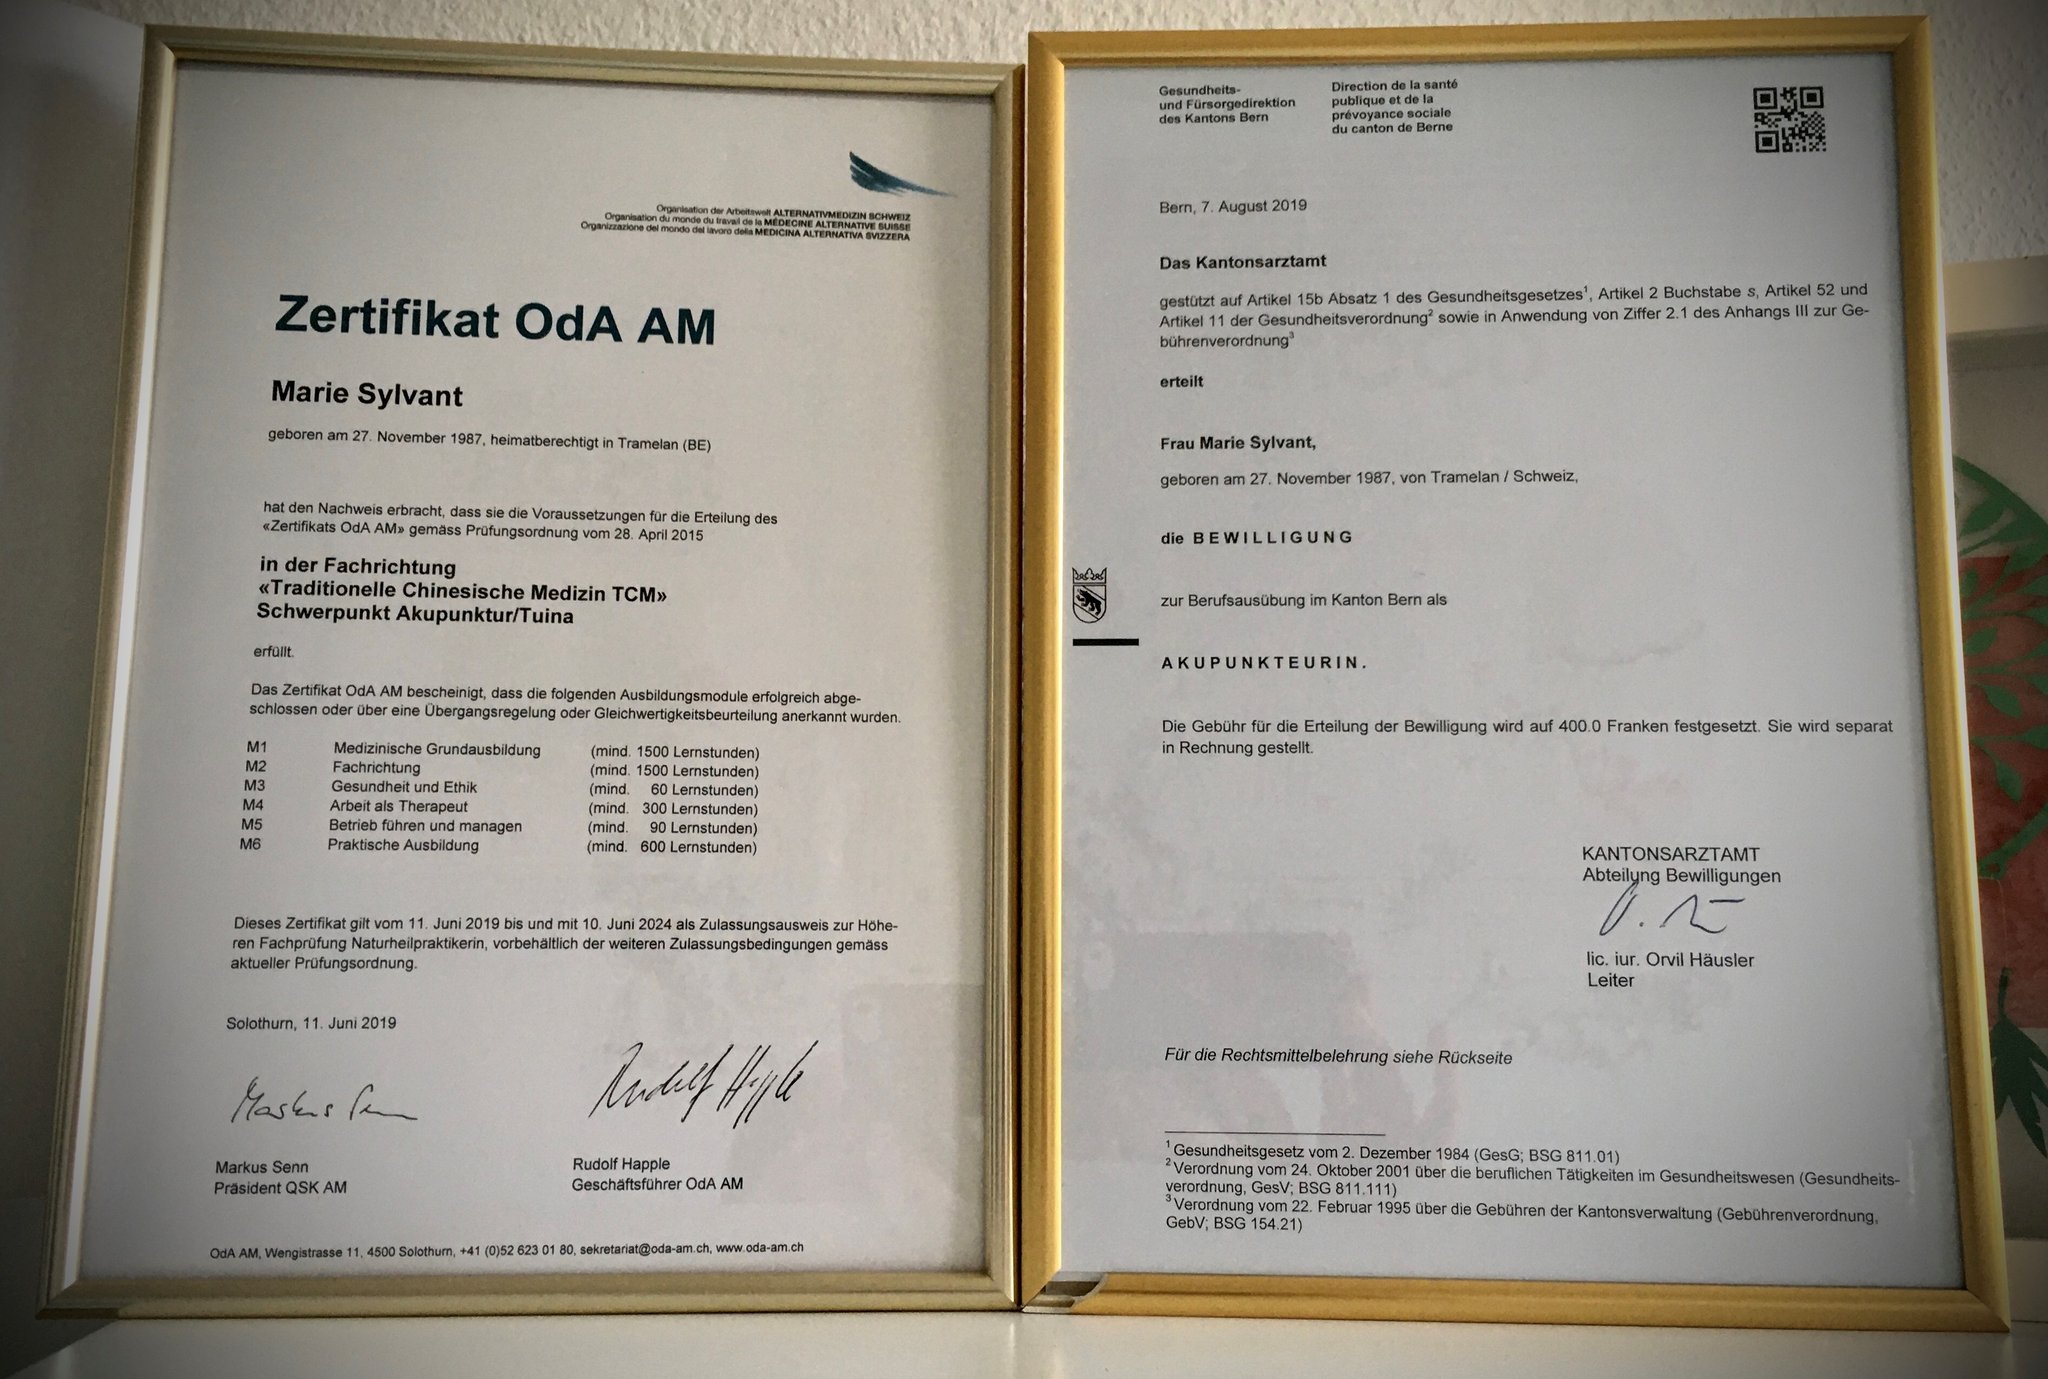 Organisation der Arbeitswelt ALTERNATIVMEDIZIN SCHWEIZ
Organisation du monde du travail de la MÉDECINE ALTERNATIVE SUISSE
Organizzazione del mondo del lavoro della MEDICINA ALTERNATIVA SVIZZERA
Zertifikat OdA AM
Marie Sylvant
geboren am 27. November 1987, heimatberechtigt in Tramelan (BE)
hat den Nachweis erbracht, dass sie die Voraussetzungen für die Erteilung des
«Zertifikats OdA AM» gemäss Prüfungsordnung vom 28. April 2015
in der Fachrichtung
«Traditionelle Chinesische Medizin TCM»
Schwerpunkt Akupunktur/Tuina
erfüllt.
Das Zertifikat OdA AM bescheinigt, dass die folgenden Ausbildungsmodule erfolgreich abge-
schlossen oder über eine Übergangsregelung oder Gleichwertigkeitsbeurteilung anerkannt wurden.
M1 Medizinische Grundausbildung (mind. 1500 Lernstunden)
M2 Fachrichtung (mind. 1500 Lernstunden)
M3 Gesundheit und Ethik (mind. 60 Lernstunden)
M4 Arbeit als Therapeut (mind. 300 Lernstunden)
M5 Betrieb führen und managen (mind. 90 Lernstunden)
M6 Praktische Ausbildung (mind. 600 Lernstunden)
Dieses Zertifikat gilt vom 11. Juni 2019 bis und mit 10. Juni 2024 als Zulassungsausweis zur Höhe-
ren Fachprüfung Naturheilpraktikerin, vorbehältlich der weiteren Zulassungsbedingungen gemäss
aktueller Prüfungsordnung.
Solothurn, 11. Juni 2019
Markus Senn Rudolf Happle
Markus Senn Rudolf Happle
Präsident QSK AM Geschäftsführer OdA AM
OdA AM, Wengistrasse 11, 4500 Solothurn, +41 (0)52 623 01 80, sekretariat@oda-am.ch, www.oda-am.ch
Gesundheits-
und Fürsorgedirektion
des Kantons Bern
Direction de la santé
publique et de la
prévoyance sociale
du canton de Berne
Bern, 7. August 2019
Das Kantonsarztamt
gestützt auf Artikel 15b Absatz 1 des Gesundheitsgesetzes¹, Artikel 2 Buchstabe s, Artikel 52 und
Artikel 11 der Gesundheitsverordnung² sowie in Anwendung von Ziffer 2.1 des Anhangs III zur Ge-
bührenverordnung³
erteilt
Frau Marie Sylvant,
geboren am 27. November 1987, von Tramelan / Schweiz,
die BEWILLIGUNG
zur Berufsausübung im Kanton Bern als
AKUPUNKTEURIN.
Die Gebühr für die Erteilung der Bewilligung wird auf 400.0 Franken festgesetzt. Sie wird separat
in Rechnung gestellt.
KANTONSARZTAMT
Abteilung Bewilligungen
lic. iur. Orvil Häusler
Leiter
Für die Rechtsmittelbelehrung siehe Rückseite
¹ Gesundheitsgesetz vom 2. Dezember 1984 (GesG; BSG 811.01)
² Verordnung vom 24. Oktober 2001 über die beruflichen Tätigkeiten im Gesundheitswesen (Gesundheits-
verordnung, GesV; BSG 811.111)
³ Verordnung vom 22. Februar 1995 über die Gebühren der Kantonsverwaltung (Gebührenverordnung,
GebV; BSG 154.21)